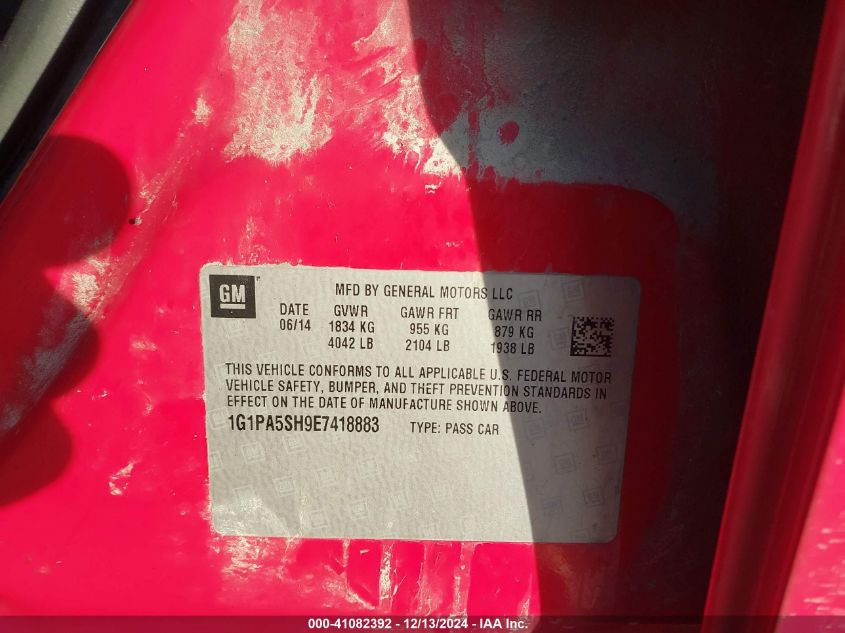 GM
MFD BY GENERAL MOTORS LLC
DATE GVWR GAWR FRT GAWR RR
06/14 1834 KG 955 KG 879 KG
4042 LB 2104 LB 1938 LB
THIS VEHICLE CONFORMS TO ALL APPLICABLE U.S. FEDERAL MOTOR
VEHICLE SAFETY, BUMPER, AND THEFT PREVENTION STANDARDS IN
EFFECT ON THE DATE OF MANUFACTURE SHOWN ABOVE.
1G1PA5SH9E7418883 TYPE: PASS CAR
000-41082392 - 12/13/2024 - IAA Inc.